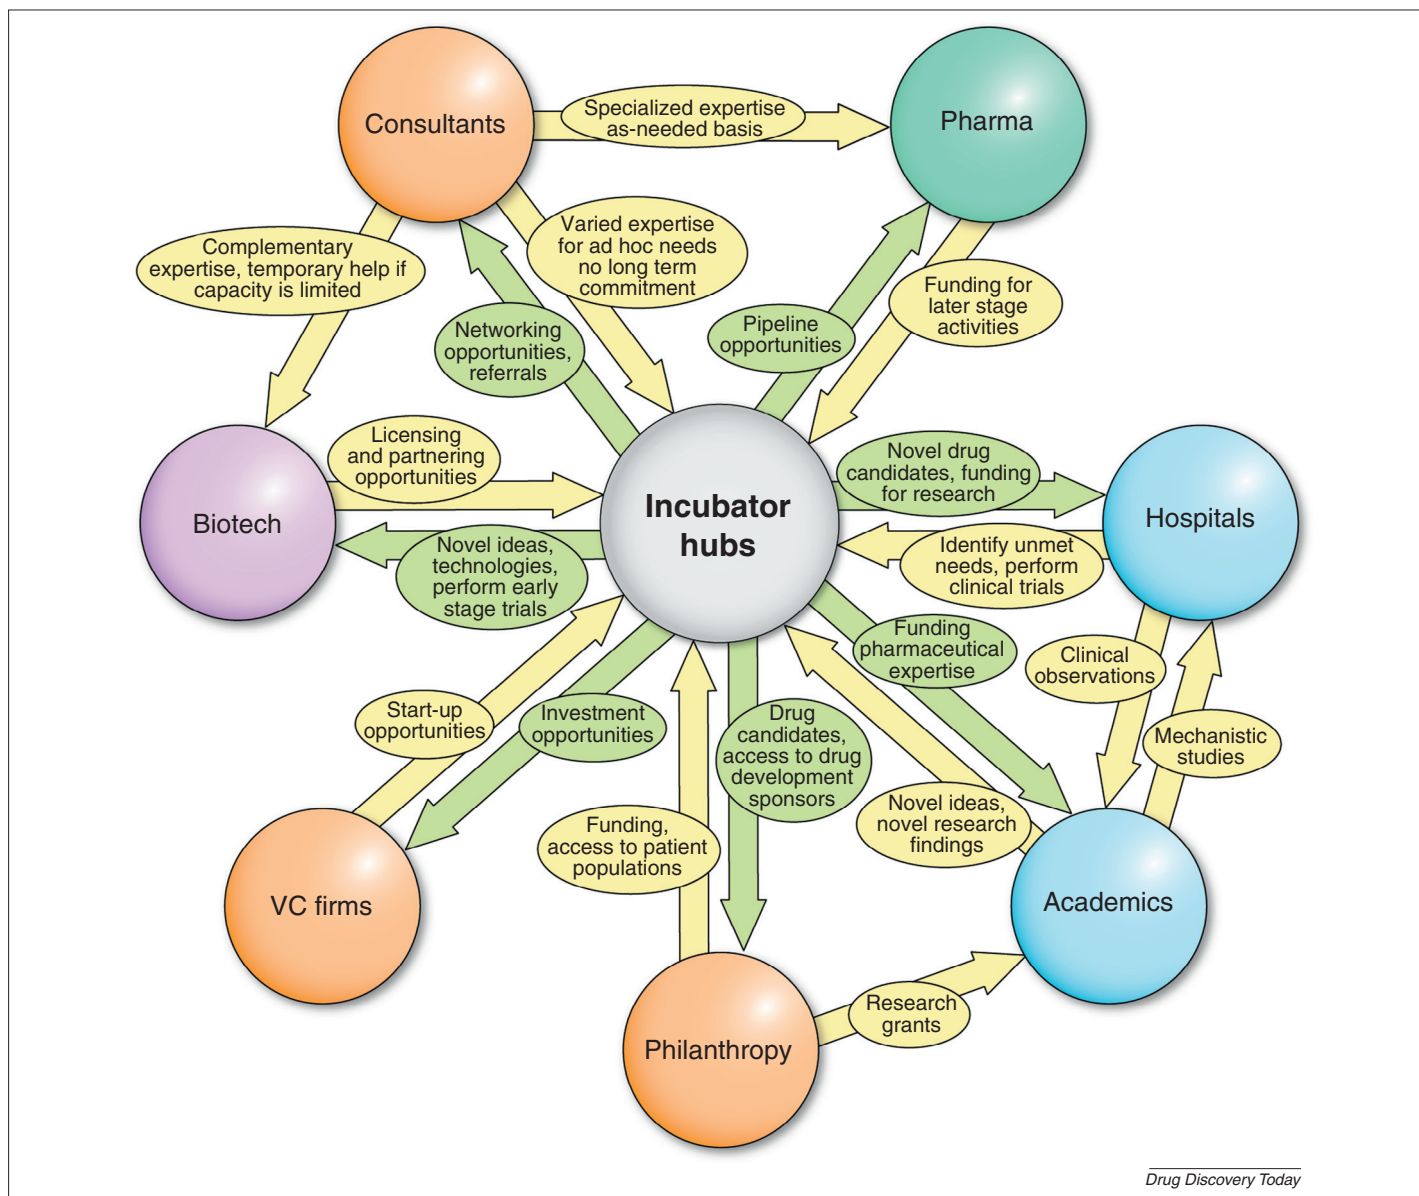 Consultants
Specialized expertise
as-needed basis
Pharma
Complementary
expertise, temporary help if
capacity is limited
Varied expertise
for ad hoc needs
no long term
commitment
Networking
opportunities,
referrals
Pipeline
opportunities
Funding for
later stage
activities
Biotech
Licensing
and partnering
opportunities
Incubator
hubs
Novel drug
candidates, funding
for research
Hospitals
Novel ideas,
technologies,
perform early
stage trials
Identify unmet
needs, perform
clinical trials
Funding
pharmaceutical
expertise
Clinical
observations
Mechanistic
studies
Start-up
opportunities
Investment
opportunities
Drug
candidates,
access to drug
development
sponsors
Novel ideas,
novel research
findings
Funding,
access to patient
populations
VC firms
Academics
Research
grants
Philanthropy
Drug Discovery Today